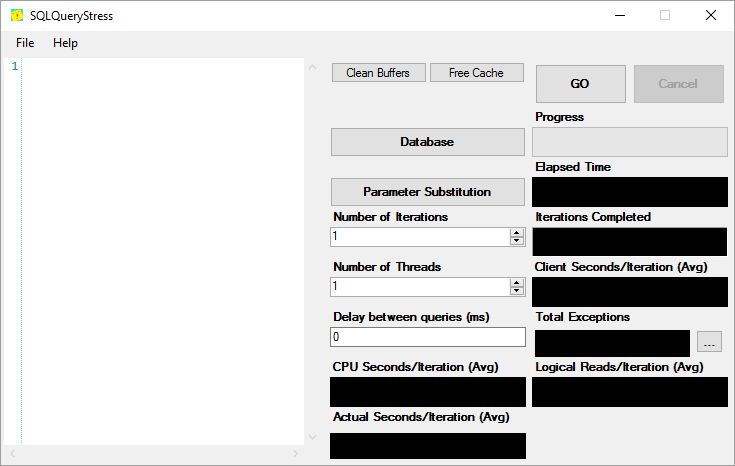 SQLQueryStress
File Help
1
Clean Buffers Free Cache
GO Cancel
Database
Parameter Substitution
Number of Iterations
1
Number of Threads
1
Delay between queries (ms)
0
CPU Seconds/Iteration (Avg)
Actual Seconds/Iteration (Avg)
Progress
Elapsed Time
Iterations Completed
Client Seconds/Iteration (Avg)
Total Exceptions
...
Logical Reads/Iteration (Avg)